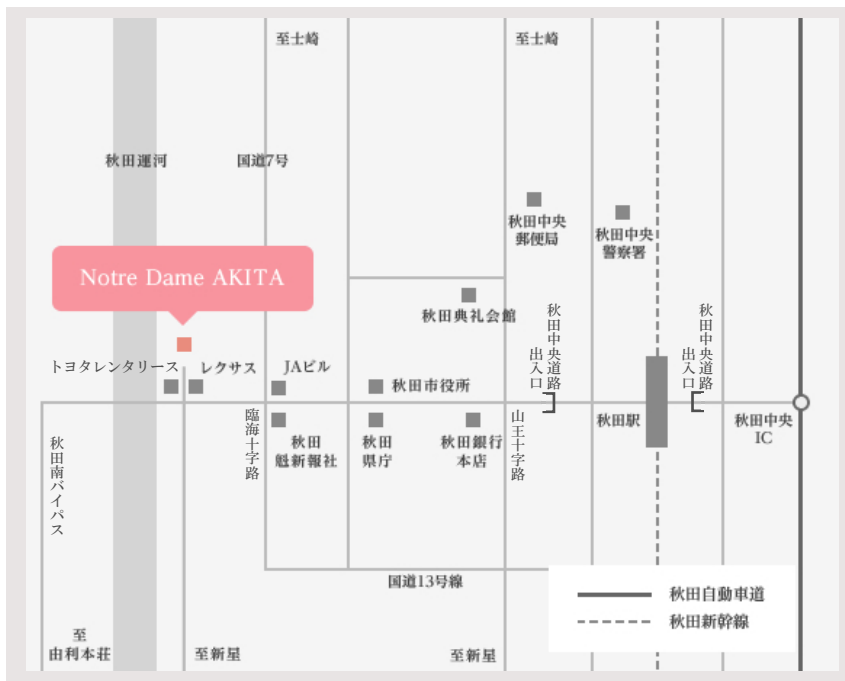 至士崎
至士崎
秋田運河
国道7号
秋田中央
郵便局
秋田中央
警察署
Notre Dame AKITA
秋田典礼会館
秋田中央道路
出入口
秋田中央道路
出入口
トヨタレンタリース
レクサス
JAビル
秋田市役所
臨海十字路
秋田
魁新報社
秋田
県庁
秋田銀行
本店
山王十字路
秋田駅
秋田中央
IC
秋田南バイパス
国道13号線
秋田自動車道
秋田新幹線
至
由利本荘
至新星
至新星